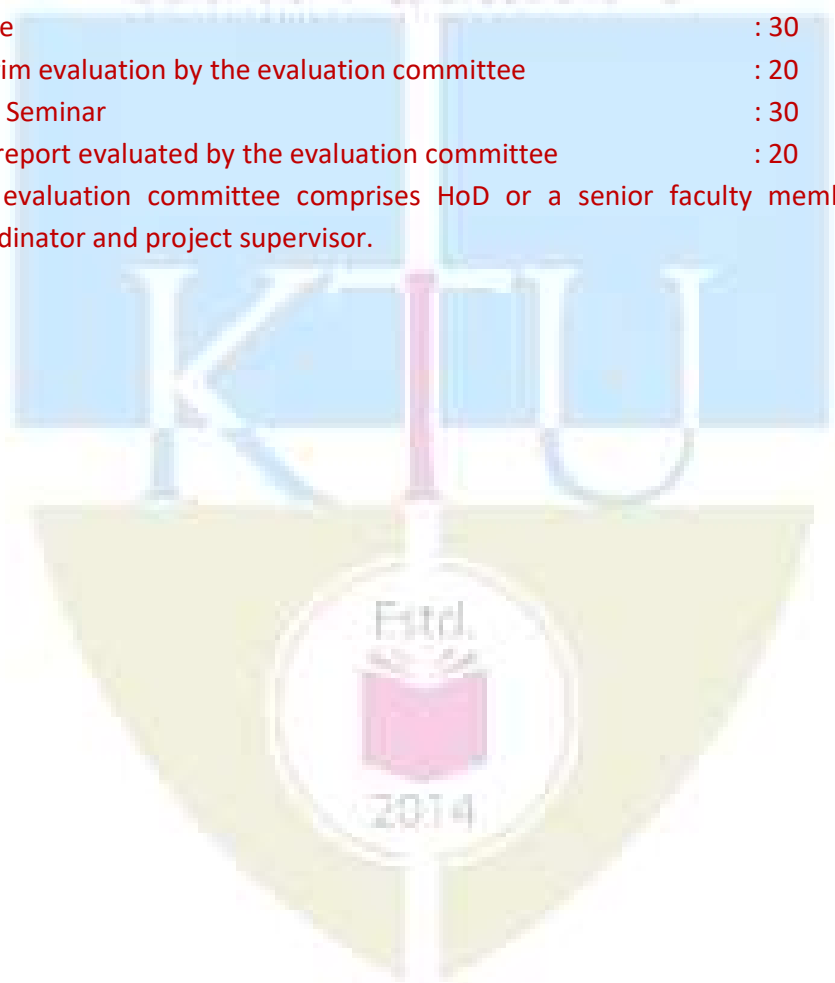 e : 30
im evaluation by the evaluation committee : 20
Seminar : 30
report evaluated by the evaluation committee : 20
evaluation committee comprises HoD or a senior faculty memb
dinator and project supervisor.
KTU
Estd.
2014